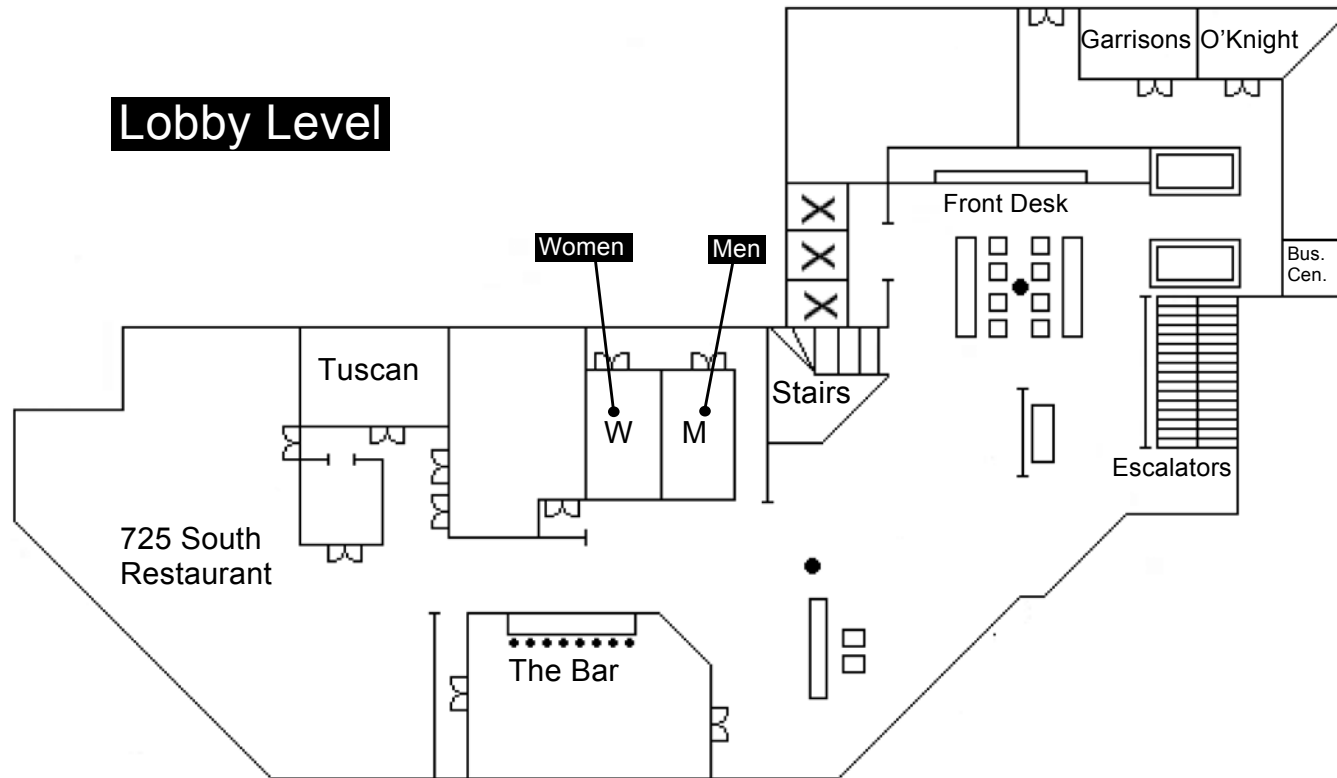 Garrisons
O’Knight
Lobby Level
Front Desk
Women
Men
Bus.
Cen.
Tuscan
Stairs
W
M
Escalators
725 South
Restaurant
The Bar